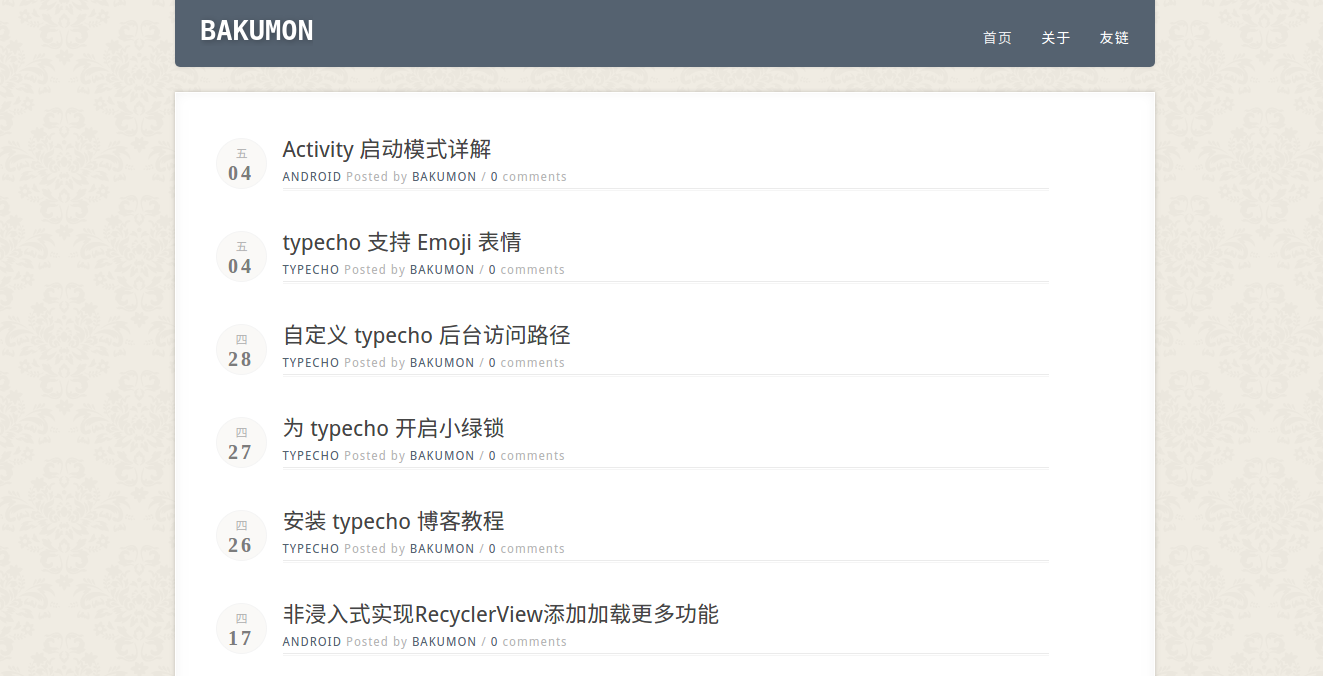 BAKUMON
首页 关于 友链
五
04
Activity 启动模式详解
ANDROID Posted by BAKUMON / 0 comments
五
04
typecho 支持 Emoji 表情
TYPECHO Posted by BAKUMON / 0 comments
四
28
自定义 typecho 后台访问路径
TYPECHO Posted by BAKUMON / 0 comments
四
27
为 typecho 开启小绿锁
TYPECHO Posted by BAKUMON / 0 comments
四
26
安装 typecho 博客教程
TYPECHO Posted by BAKUMON / 0 comments
四
17
非浸入式实现RecyclerView添加加载更多功能
ANDROID Posted by BAKUMON / 0 comments